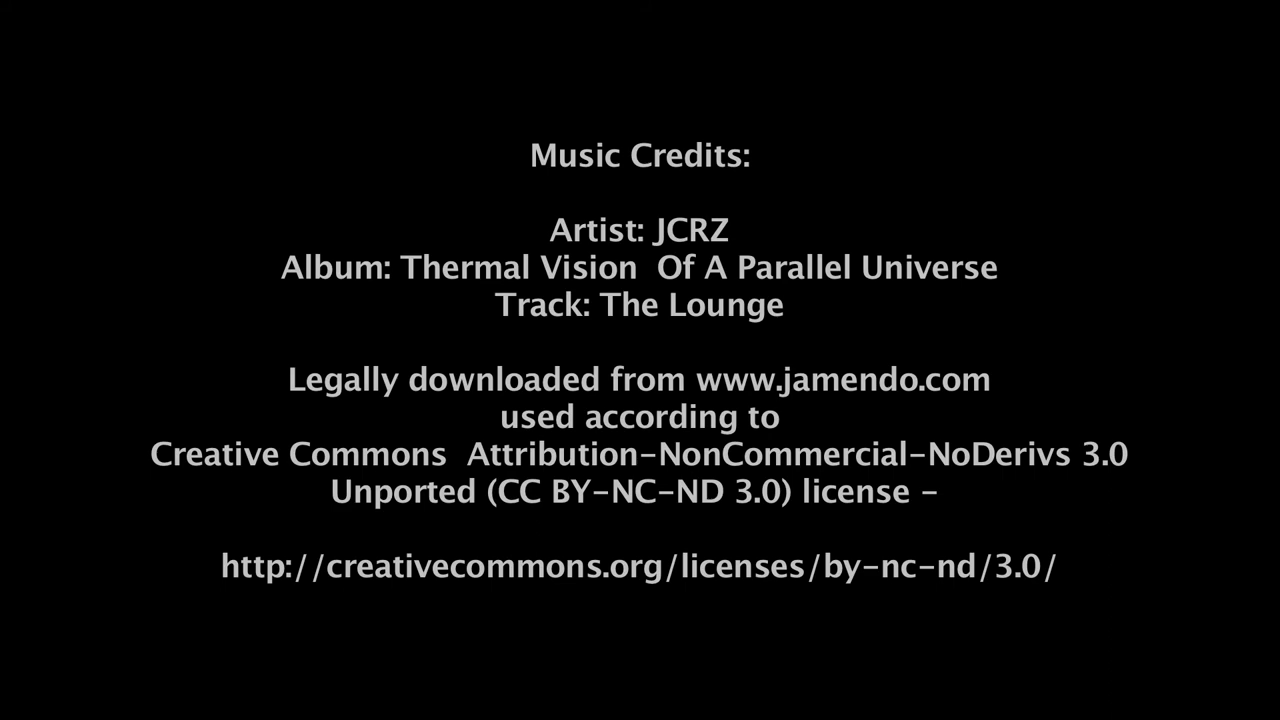 Music Credits:
Artist: JCRZ
Album: Thermal Vision  Of A Parallel Universe
Track: The Lounge
Legally downloaded from www.jamendo.com
used according to
Creative Commons  Attribution-NonCommercial-NoDerivs 3.0
Unported (CC BY-NC-ND 3.0) license -
http://creativecommons.org/licenses/by-nc-nd/3.0/